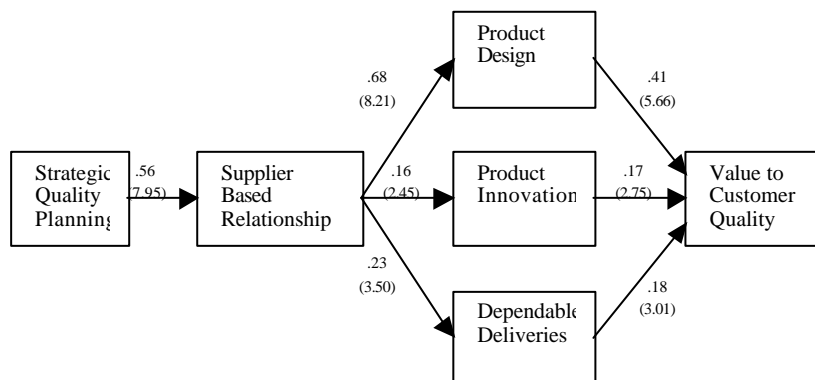 Product
Design
.68
(8.21)
.41
(5.66)
Strategic
Quality
Planning
.56
(7.95)
Supplier
Based
Relationship
.16
(2.45)
Product
Innovation
.17
(2.75)
Value to
Customer
Quality
.23
(3.50)
Dependable
Deliveries
.18
(3.01)